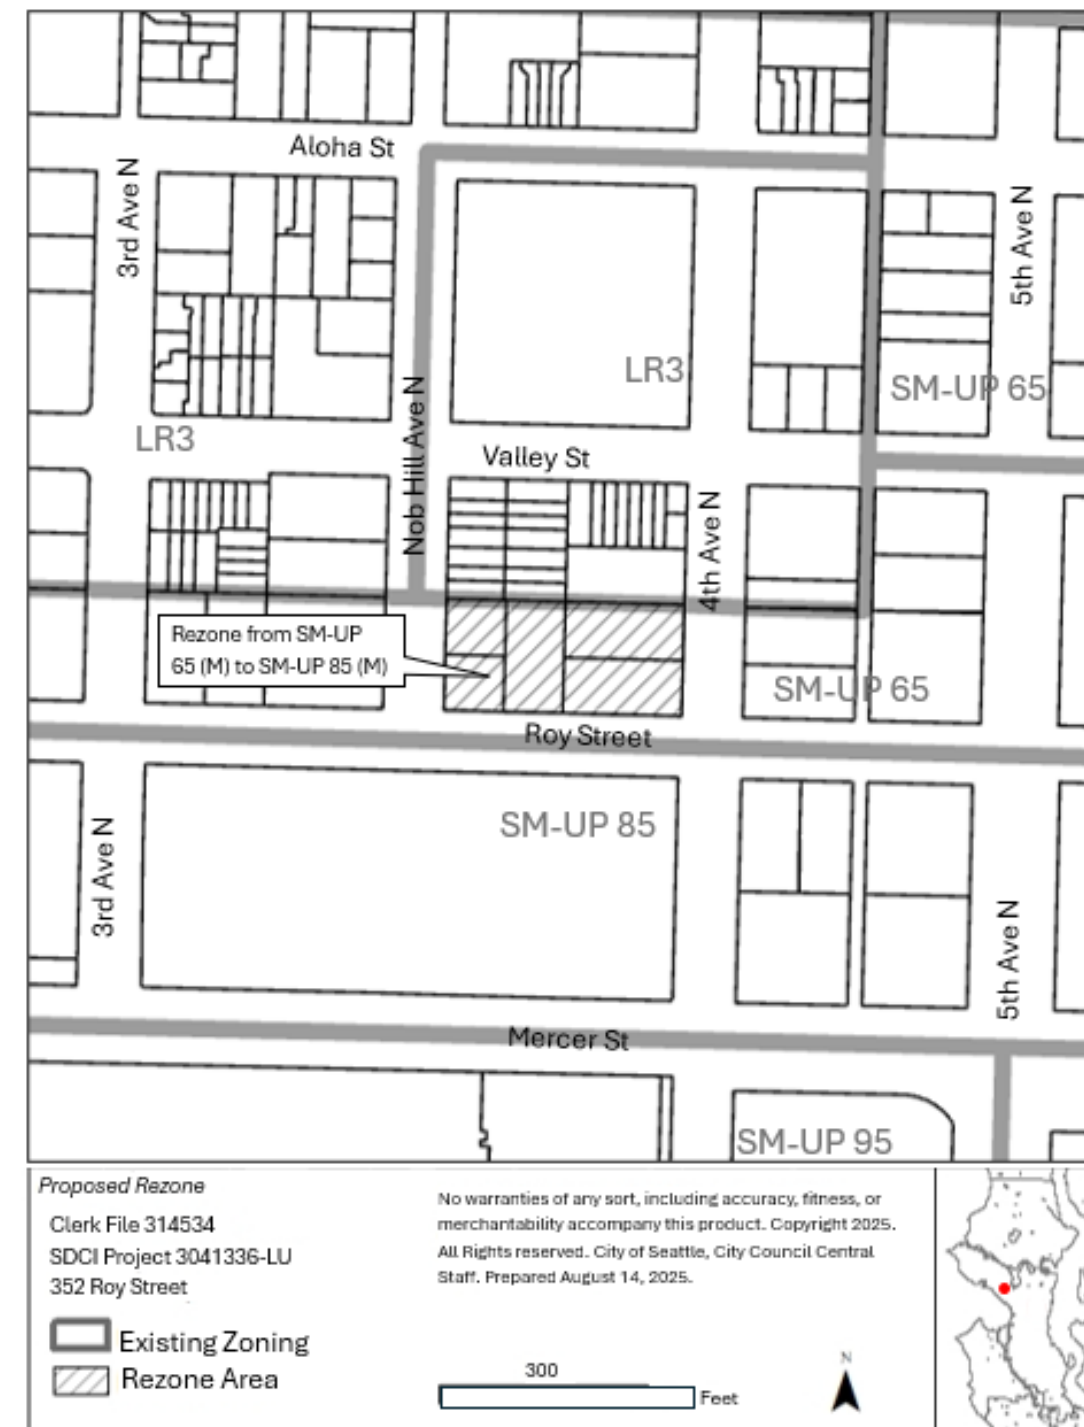 Aloha St
3rd Ave N
5th Ave N
LR3
SM-UP 65
Nob Hill Ave N
LR3
Valley St
4th Ave N
Rezone from SM-UP
65 (M) to SM-UP 85 (M)
SM-UP 65
Roy Street
SM-UP 85
3rd Ave N
5th Ave N
Mercer St
SM-UP 95
Proposed Rezone
Clerk File 314534
SDCI Project 3041336-LU
352 Roy Street
Existing Zoning
Rezone Area
No warranties of any sort, including accuracy, fitness, or
merchantability accompany this product. Copyright 2025.
All Rights reserved. City of Seattle, City Council Central
Staff. Prepared August 14, 2025.
300
Feet
N